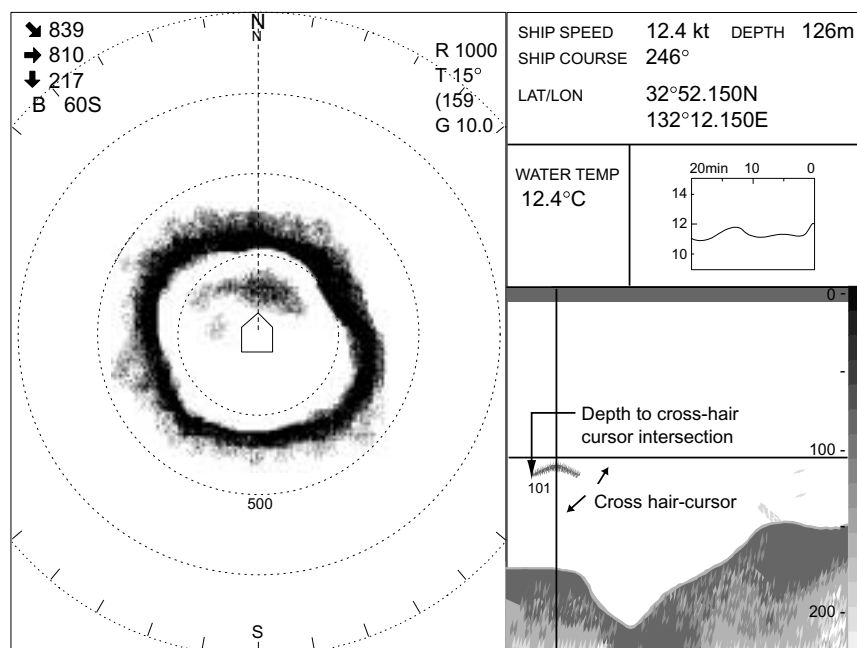 839
810
217
B 60S
N
N
R 1000
T 15°
(159
G 10.0
500
S
SHIP SPEED 12.4 kt DEPTH 126m
SHIP COURSE 246°
LAT/LON 32°52.150N
132°12.150E
WATER TEMP
12.4°C
20min 10 0
14
12
10
0
Depth to cross-hair
cursor intersection
100
101
Cross hair-cursor
200